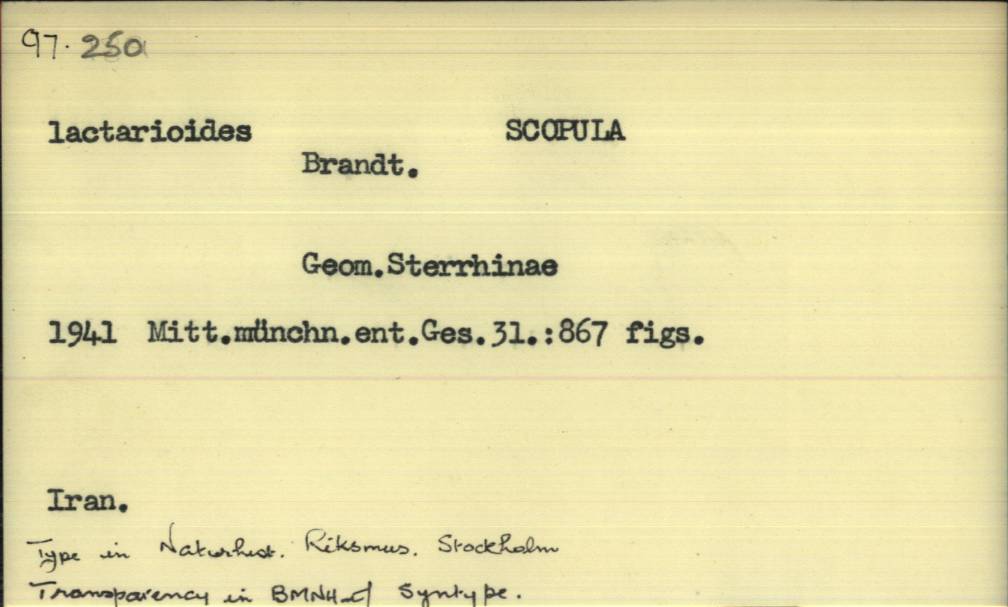 97. 250
lactarioides SCOPULA
Brandt.
Geom.Sterrhinae
1941 Mitt.münchn.ent.Ges.31.:867 figs.
Iran.
Type in Naturhist. Riksmus. Stockholm
Transparency in BMNH of Syntype.